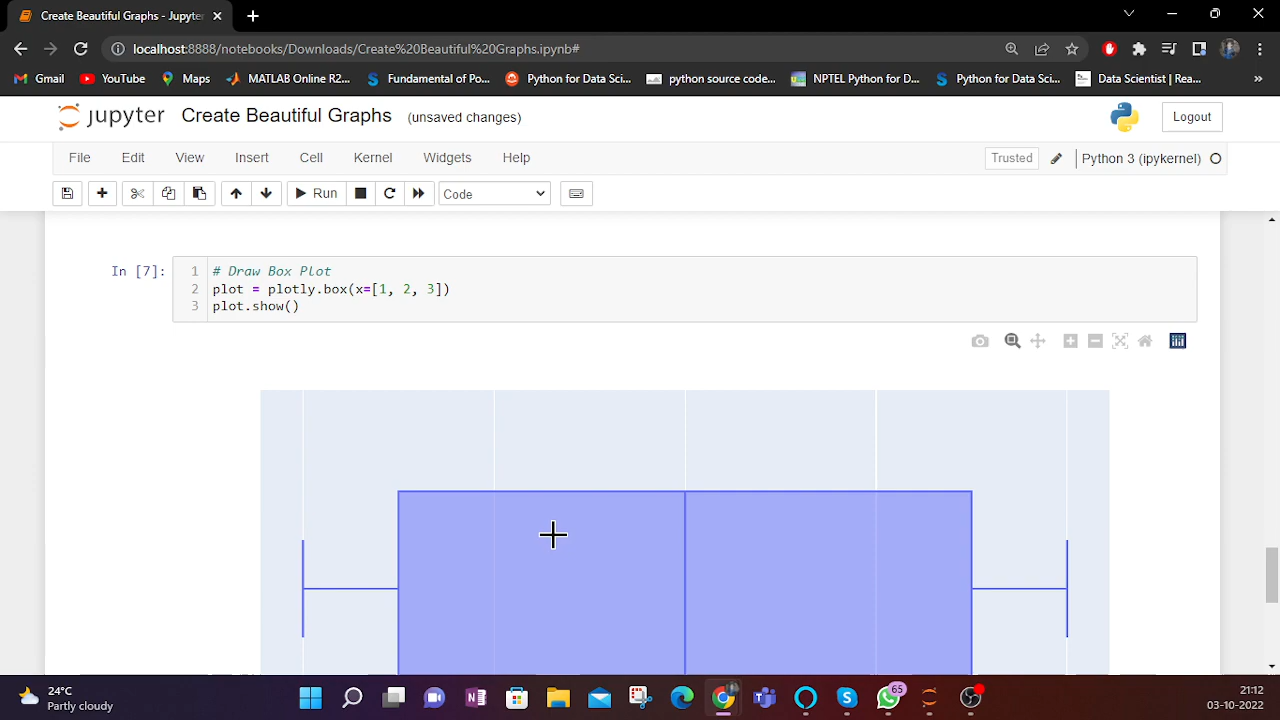 Create Beautiful Graphs - Jupyter
localhost:8888/notebooks/Downloads/Create%20Beautiful%20Graphs.ipynb#
Gmail YouTube Maps MATLAB Online R2... Fundamental of Po... Python for Data Sci... python source code... NPTEL Python for D... Python for Data Sci... Data Scientist | Rea... »
jupyter Create Beautiful Graphs (unsaved changes) Logout
File Edit View Insert Cell Kernel Widgets Help Trusted Python 3 (ipykernel)
Run Code
In [7]: 1 # Draw Box Plot
2 plot = plotly.box(x=[1, 2, 3])
3 plot.show()
24°C 65 21:12
Partly cloudy 03-10-2022